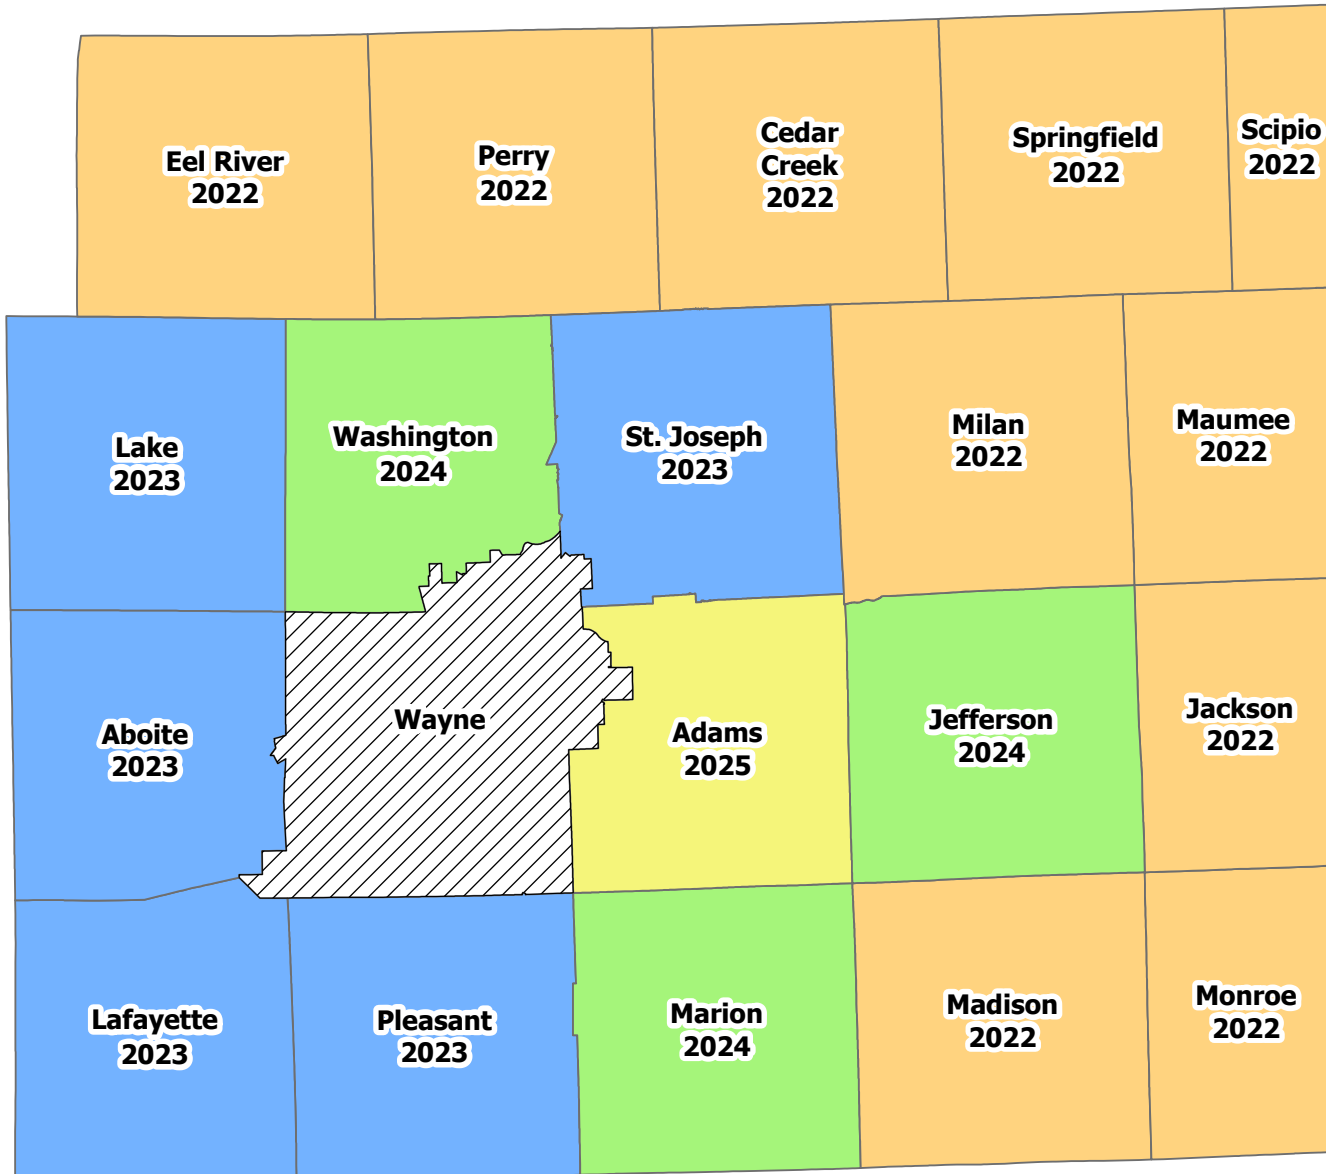 Eel River
2022
Perry
2022
Cedar
Creek
2022
Springfield
2022
Scipio
2022
Lake
2023
Washington
2024
St. Joseph
2023
Milan
2022
Maumee
2022
Aboite
2023
Wayne
Adams
2025
Jefferson
2024
Jackson
2022
Lafayette
2023
Pleasant
2023
Marion
2024
Madison
2022
Monroe
2022